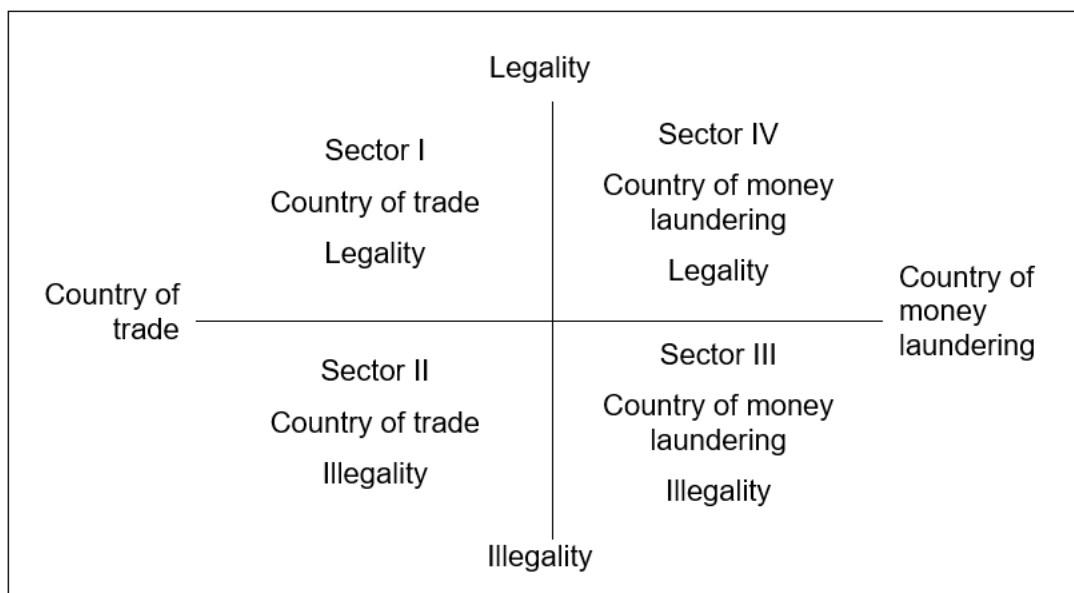 Legality
Sector I
Country of trade
Legality
Sector IV
Country of money
laundering
Legality
Country of
trade
Country of
money
laundering
Sector II
Country of trade
Illegality
Sector III
Country of money
laundering
Illegality
Illegality